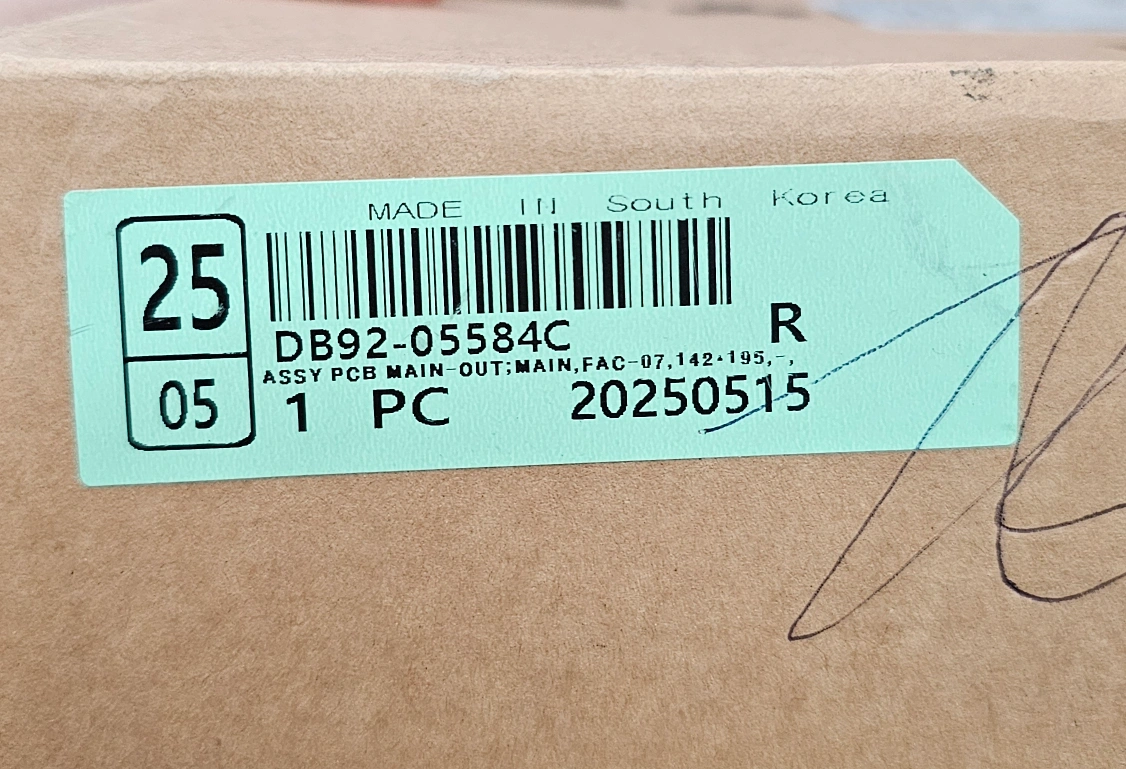 MADE IN South Korea
25
DB92-05584C R
ASSY PCB MAIN-OUT;MAIN,FAC-07,142*195,-,
05
1 PC 20250515